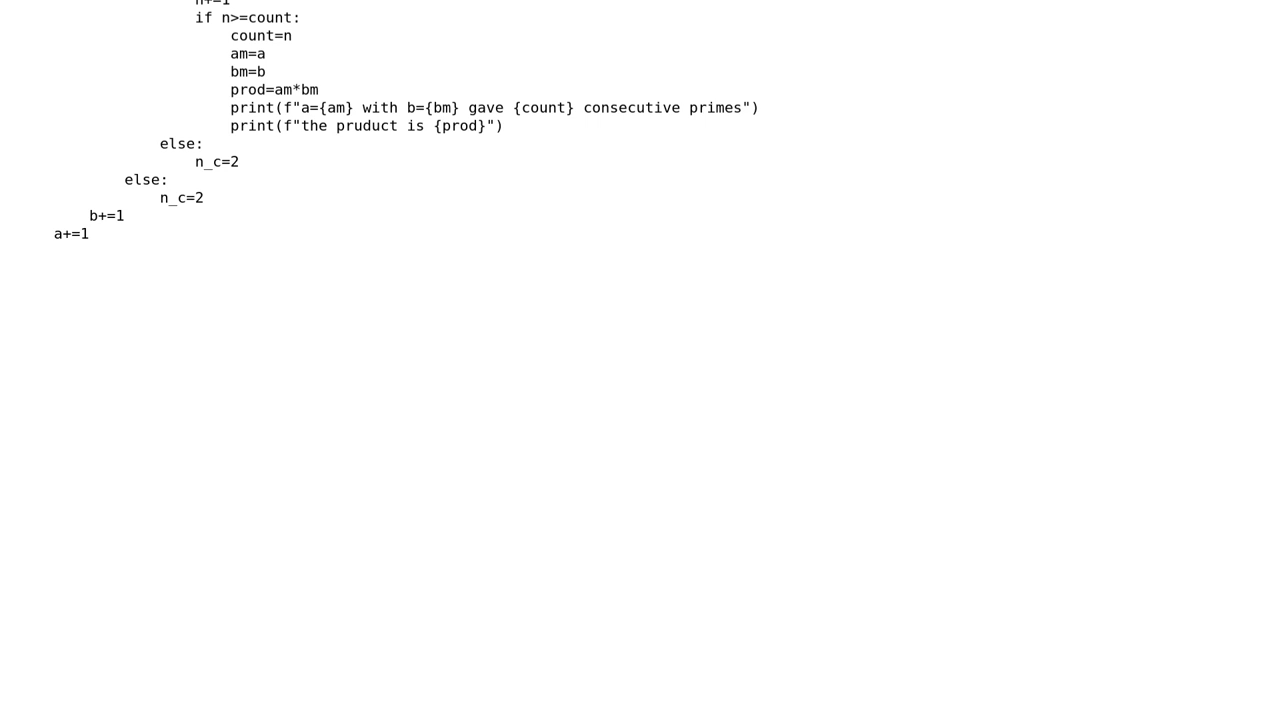 n+=1
if n>=count:
count=n
am=a
bm=b
prod=am*bm
print(f"a={am} with b={bm} gave {count} consecutive primes")
print(f"the pruduct is {prod}")
else:
n_c=2
else:
n_c=2
b+=1
a+=1